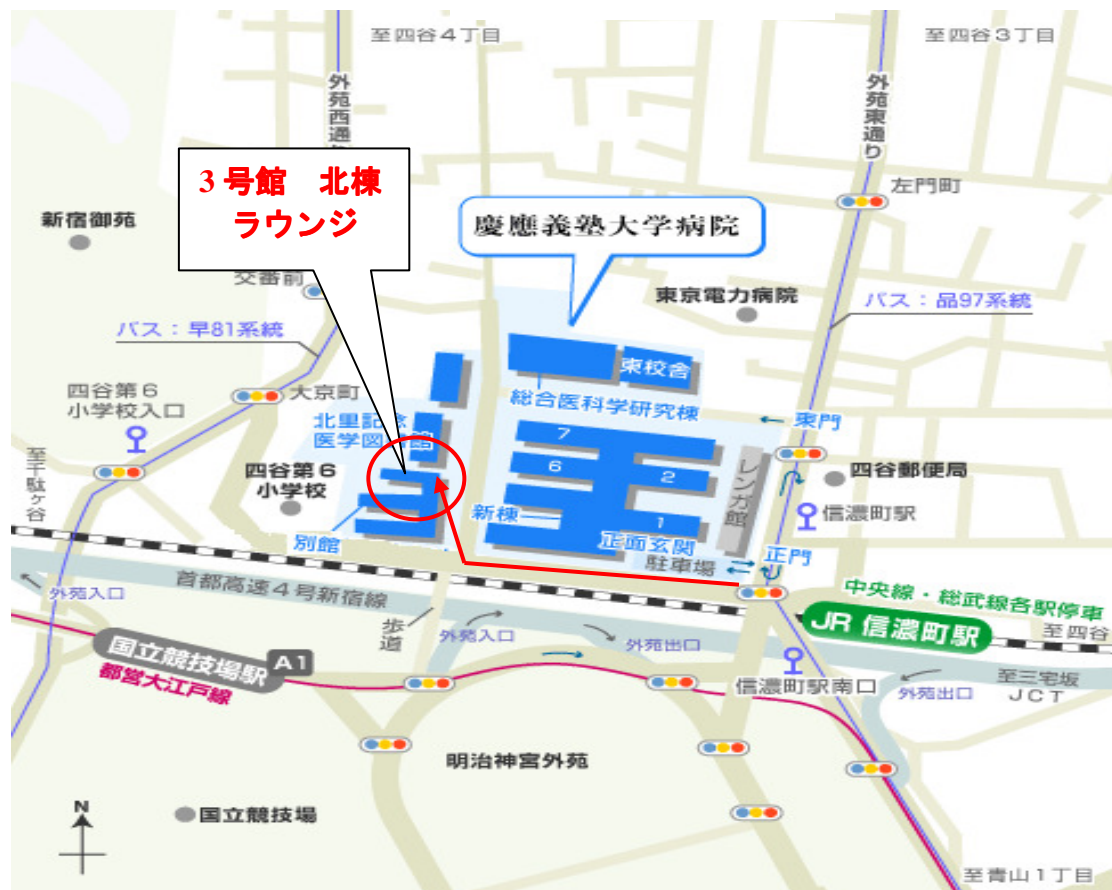 至四谷4丁目
至四谷3丁目
外苑西通り
外苑東通り
3号館　北棟
ラウンジ
左門町
新宿御苑
慶應義塾大学病院
交番前
東京電力病院
バス：品97系統
バス：早81系統
東校舎
四谷第6
小学校入口
大京町
総合医科学研究棟
北里記念
医学図
館
東門
7
至千駄ヶ谷
四谷第6
小学校
6
2
レンガ館
四谷郵便局
新棟
1
信濃町駅
別館
正面玄関
駐車場
正門
首都高速4号新宿線
外苑入口
中央線・総武線各駅停車
JR 信濃町駅
至四谷
歩道
外苑入口
外苑出口
国立競技場駅
A1
都営大江戸線
信濃町駅南口
至三宅坂
JCT
外苑出口
明治神宮外苑
N
国立競技場
至青山1丁目